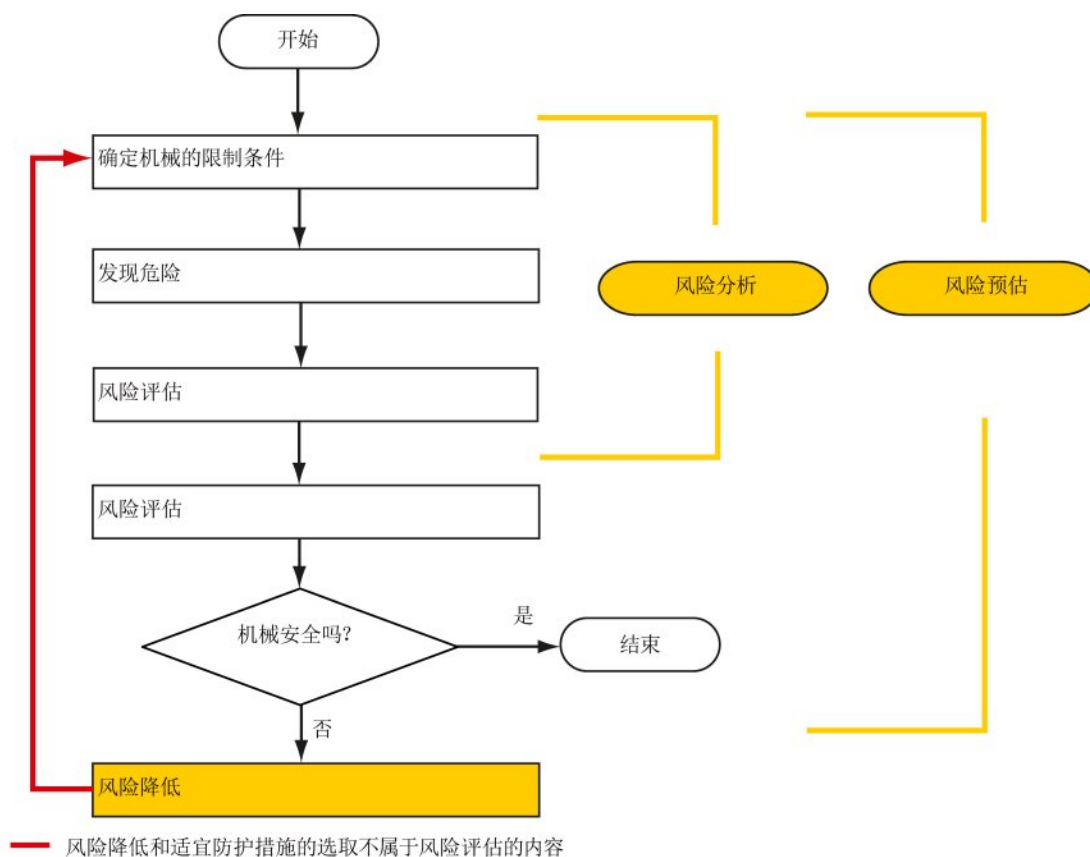 开始
确定机械的限制条件
发现危险
风险分析
风险预估
风险评估
风险评估
机械安全吗?
是
结束
否
风险降低
风险降低和适宜防护措施的选取不属于风险评估的内容